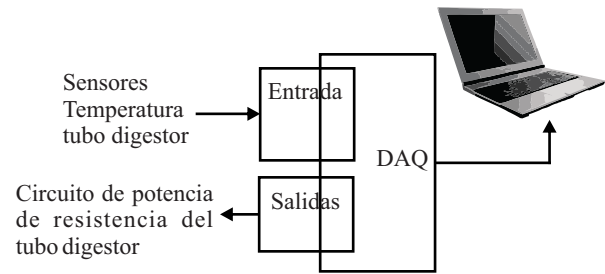 Sensores
Temperatura
tubo digestor
Entrada
DAQ
Circuito de potencia
de resistencia del
tubo digestor
Salidas